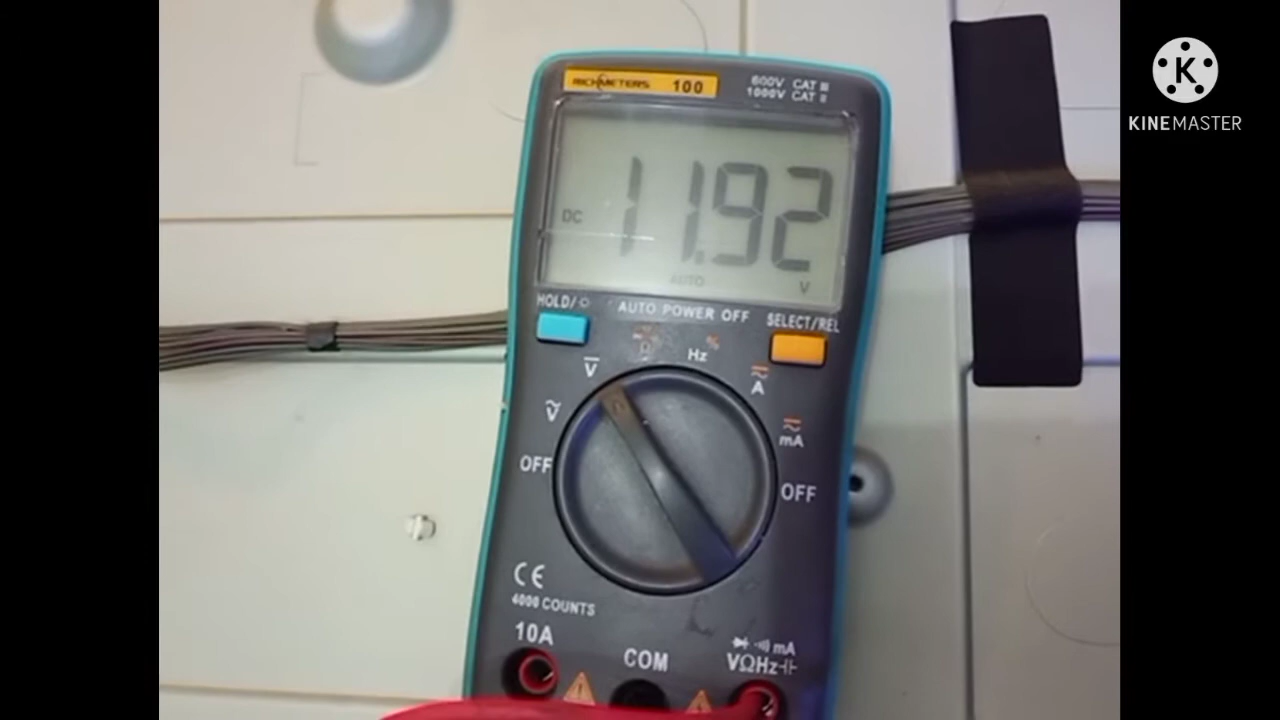 RICHMETERS 100
600V CAT III
1000V CAT II
DC
11.92
AUTO
V
HOLD/☼
AUTO POWER OFF
SELECT/REL
Ω
Hz %
V
A
V
mA
OFF
OFF
CE
4000 COUNTS
10A
COM
mA
VΩHz
K
KINEMASTER